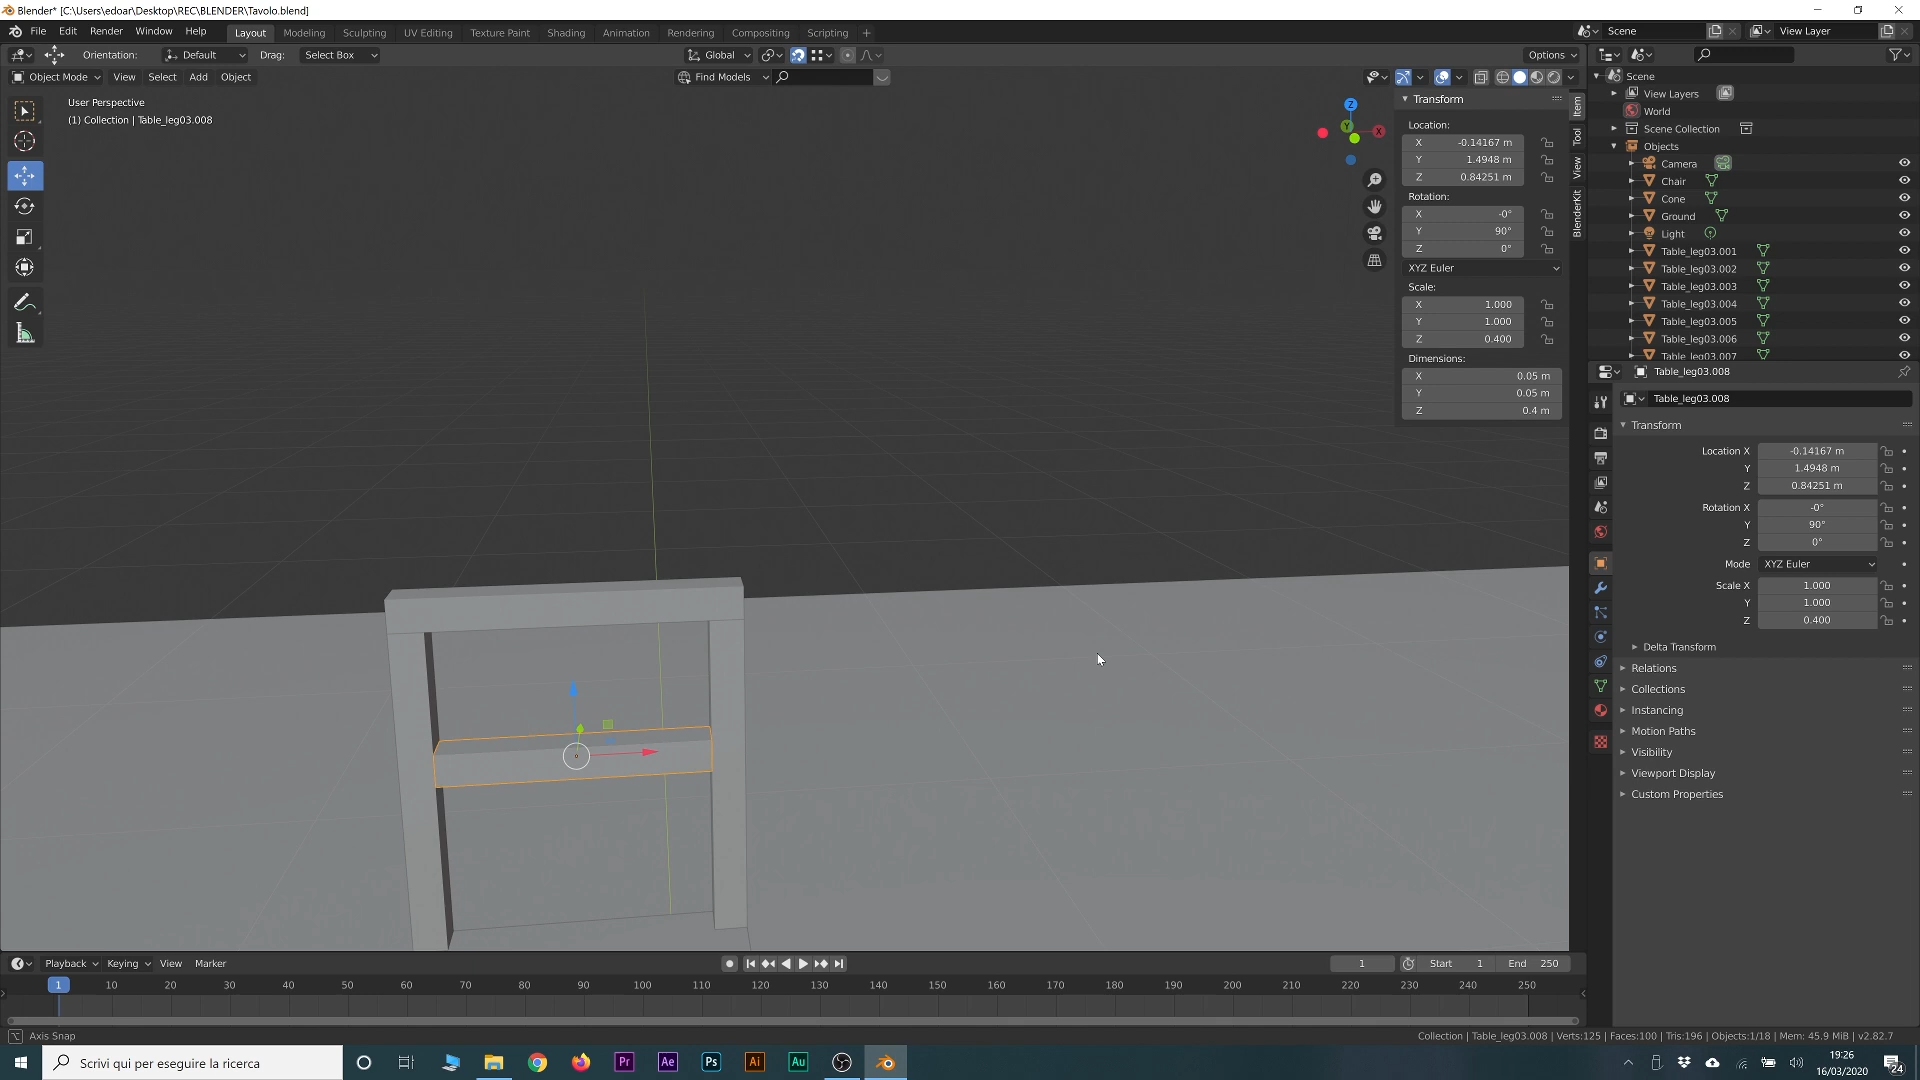 Blender* [C:\Users\edoar\Desktop\REC\BLENDER\Tavolo.blend]
File Edit Render Window Help Layout Modeling Sculpting UV Editing Texture Paint Shading Animation Rendering Compositing Scripting +
Scene View Layer
Orientation: Default Drag: Select Box Global Options
Object Mode View Select Add Object Find Models
User Perspective
(1) Collection | Table_leg03.008
Z
Y
X
Transform
Location:
X -0.14167 m
Y 1.4948 m
Z 0.84251 m
Rotation:
X -0°
Y 90°
Z 0°
XYZ Euler
Scale:
X 1.000
Y 1.000
Z 0.400
Dimensions:
X 0.05 m
Y 0.05 m
Z 0.4 m
Item
Tool
View
BlenderKit
Scene
View Layers
World
Scene Collection
Objects
Camera
Chair
Cone
Ground
Light
Table_leg03.001
Table_leg03.002
Table_leg03.003
Table_leg03.004
Table_leg03.005
Table_leg03.006
Table_leg03.007
Table_leg03.008
Table_leg03.008
Transform
Location X -0.14167 m
Y 1.4948 m
Z 0.84251 m
Rotation X -0°
Y 90°
Z 0°
Mode XYZ Euler
Scale X 1.000
Y 1.000
Z 0.400
Delta Transform
Relations
Collections
Instancing
Motion Paths
Visibility
Viewport Display
Custom Properties
Playback Keying View Marker 1 Start 1 End 250
1 10 20 30 40 50 60 70 80 90 100 110 120 130 140 150 160 170 180 190 200 210 220 230 240 250
Axis Snap
Collection | Table_leg03.008 | Verts:125 | Faces:100 | Tris:196 | Objects:1/18 | Mem: 45.9 MiB | v2.82.7
Scrivi qui per eseguire la ricerca
Pr Ae Ps Ai Au
19:26
16/03/2020
24